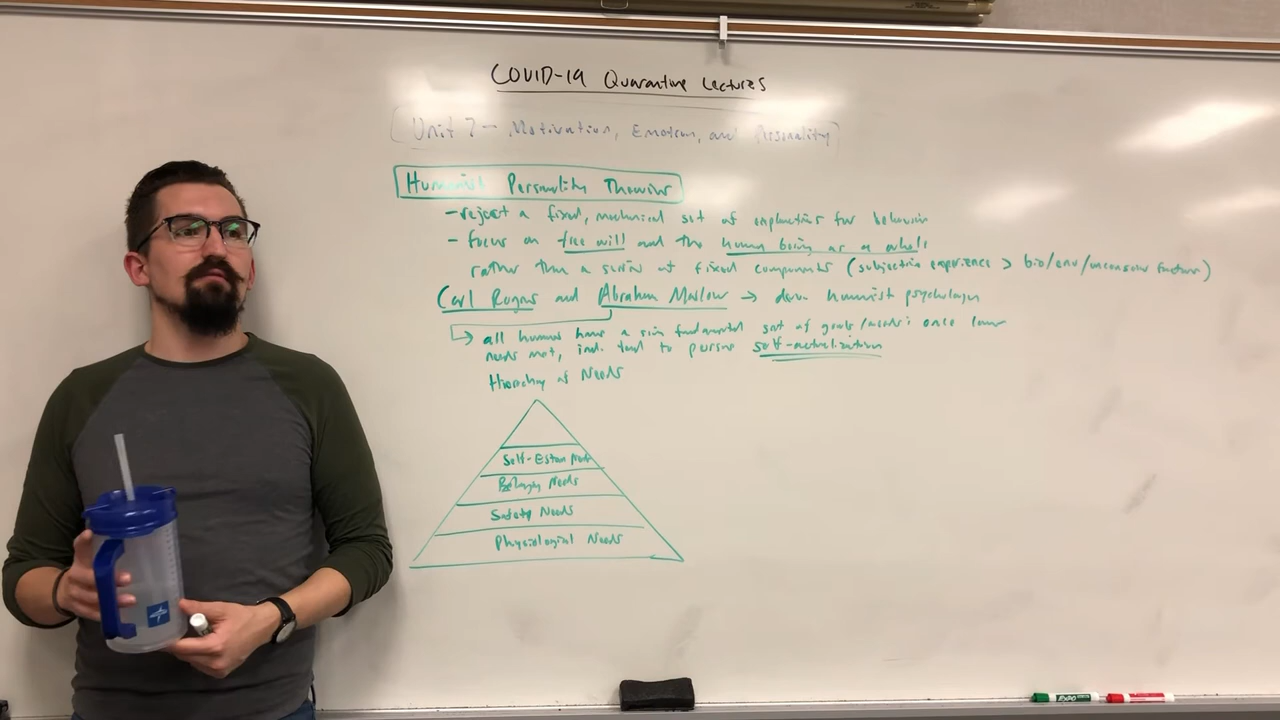 COVID-19 Quarantine Lectures
(Unit 7 - Motivation, Emotion, and Personality)
Humanist Personality Theories
- reject a fixed, mechanical set of explanations for behavior
- focus on free will and the human being as a whole
rather than a series of fixed components (subjective experience > bio/env/unconscious factors)
Carl Rogers and Abraham Maslow → devel. humanist psychology
↳ all humans have a sim fundamental set of goals/needs; once lower
needs met, ind. tend to pursue self-actualization
Hierarchy of Needs
Self-Esteem Needs
Belong. Needs
Safety Needs
Physiological Needs
EXPO